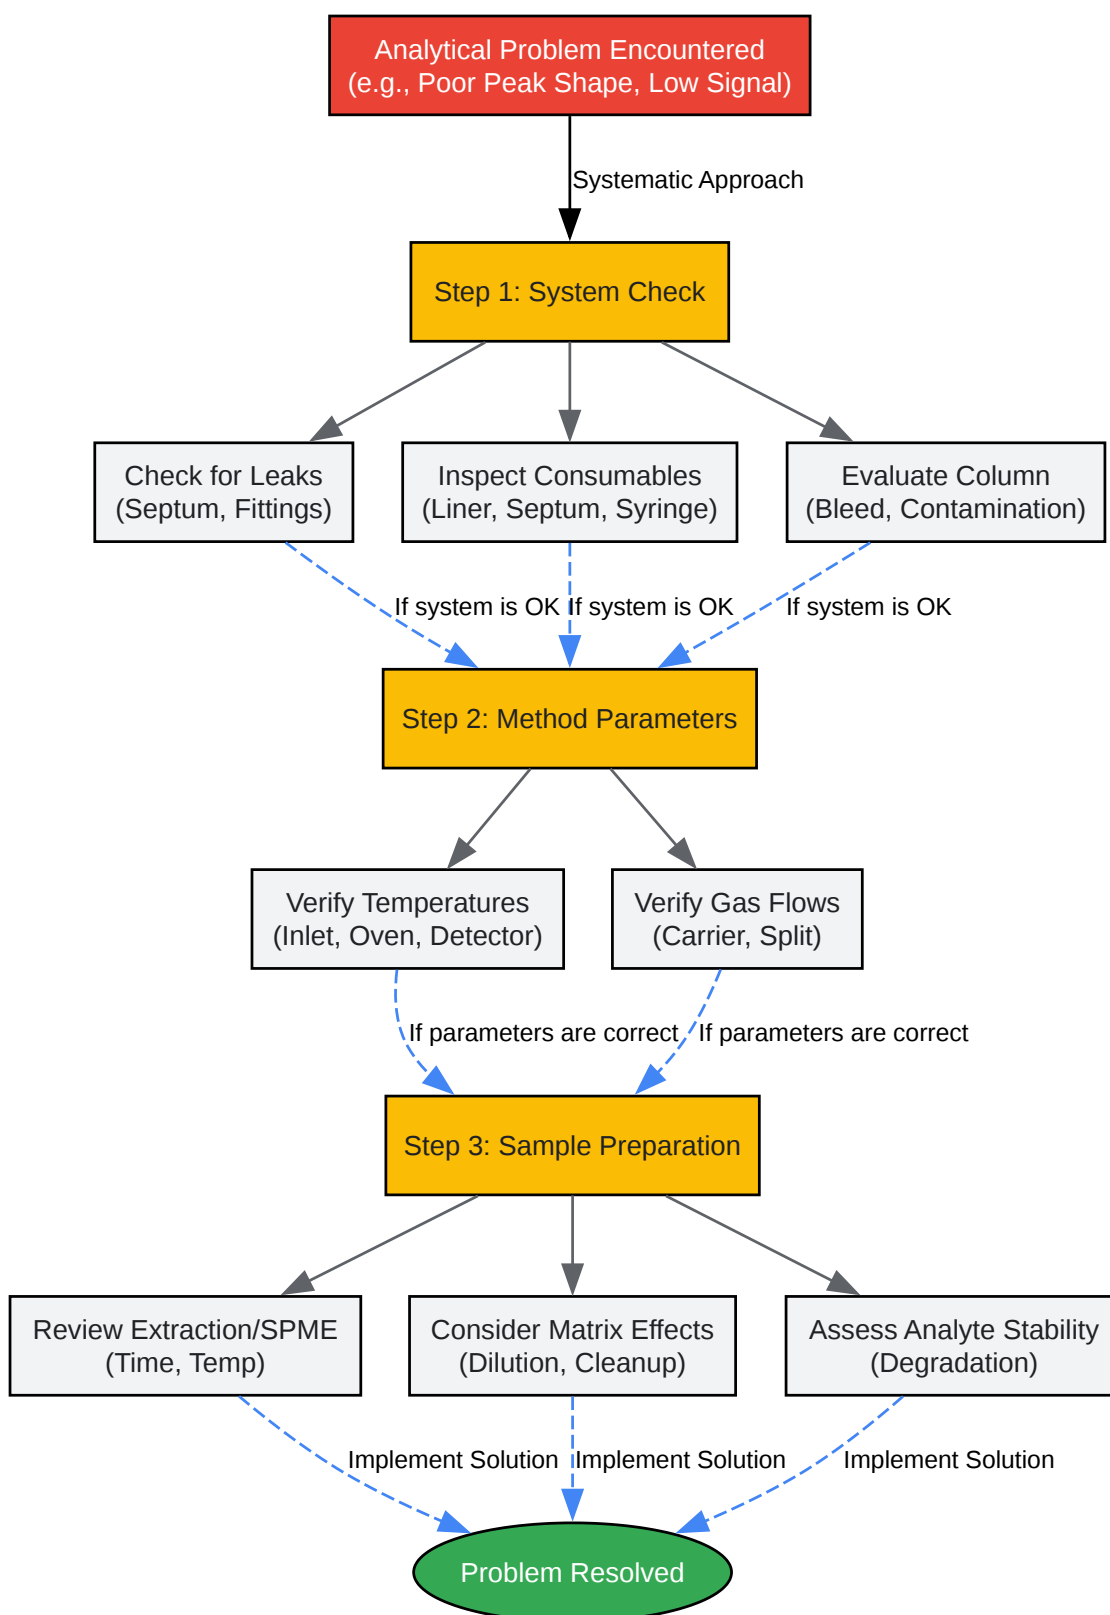 Analytical Problem Encountered
(e.g., Poor Peak Shape, Low Signal)
Systematic Approach
Step 1: System Check
Check for Leaks
(Septum, Fittings)
Inspect Consumables
(Liner, Septum, Syringe)
Evaluate Column
(Bleed, Contamination)
If system is OK
If system is OK
If system is OK
Step 2: Method Parameters
Verify Temperatures
(Inlet, Oven, Detector)
Verify Gas Flows
(Carrier, Split)
If parameters are correct
If parameters are correct
Step 3: Sample Preparation
Review Extraction/SPME
(Time, Temp)
Consider Matrix Effects
(Dilution, Cleanup)
Assess Analyte Stability
(Degradation)
Implement Solution
Implement Solution
Implement Solution
Problem Resolved